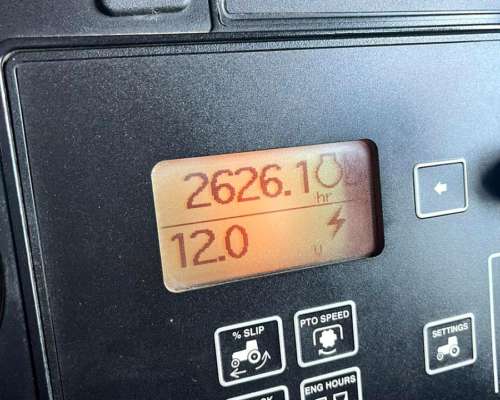 2626.1
hr
12.0
% SLIP
PTO SPEED
SETTINGS
ENG HOURS